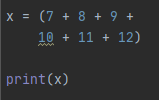 x = (7 + 8 + 9 +
10 + 11 + 12)
print(x)